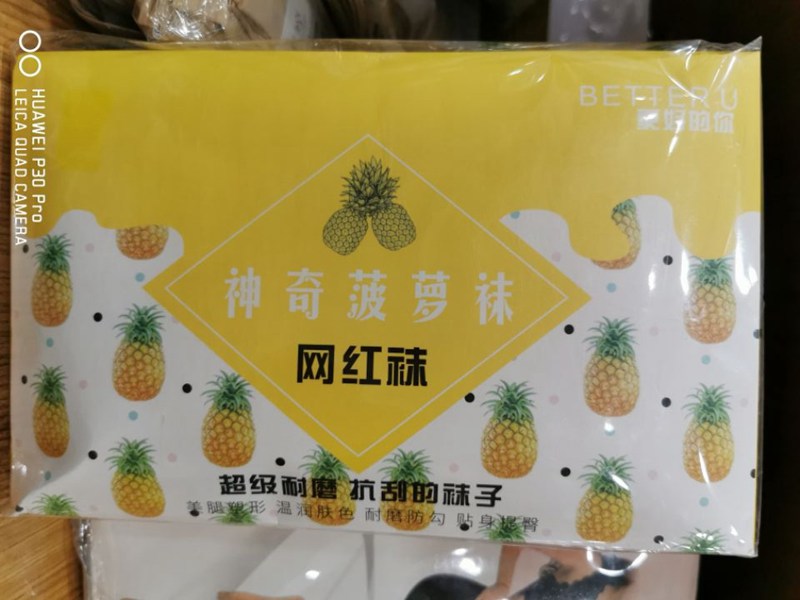 BETTER U
更好的你
神奇菠萝袜
网红袜
超级耐磨 抗刮的袜子
美腿塑形 温润肤色 耐磨防勾 贴身提臀
HUAWEI P30 Pro
LEICA QUAD CAMERA